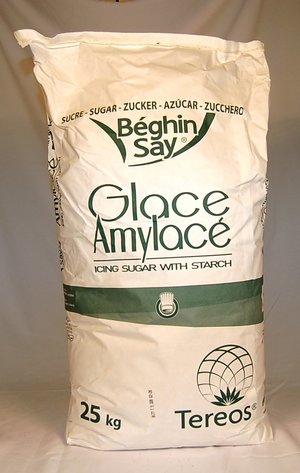 SUCRE - SUGAR - ZUCKER - AZÚCAR - ZUCCHERO
Béghin
Say®
Glace
Amylacé
ICING SUGAR WITH STARCH
25 kg
Tereos®